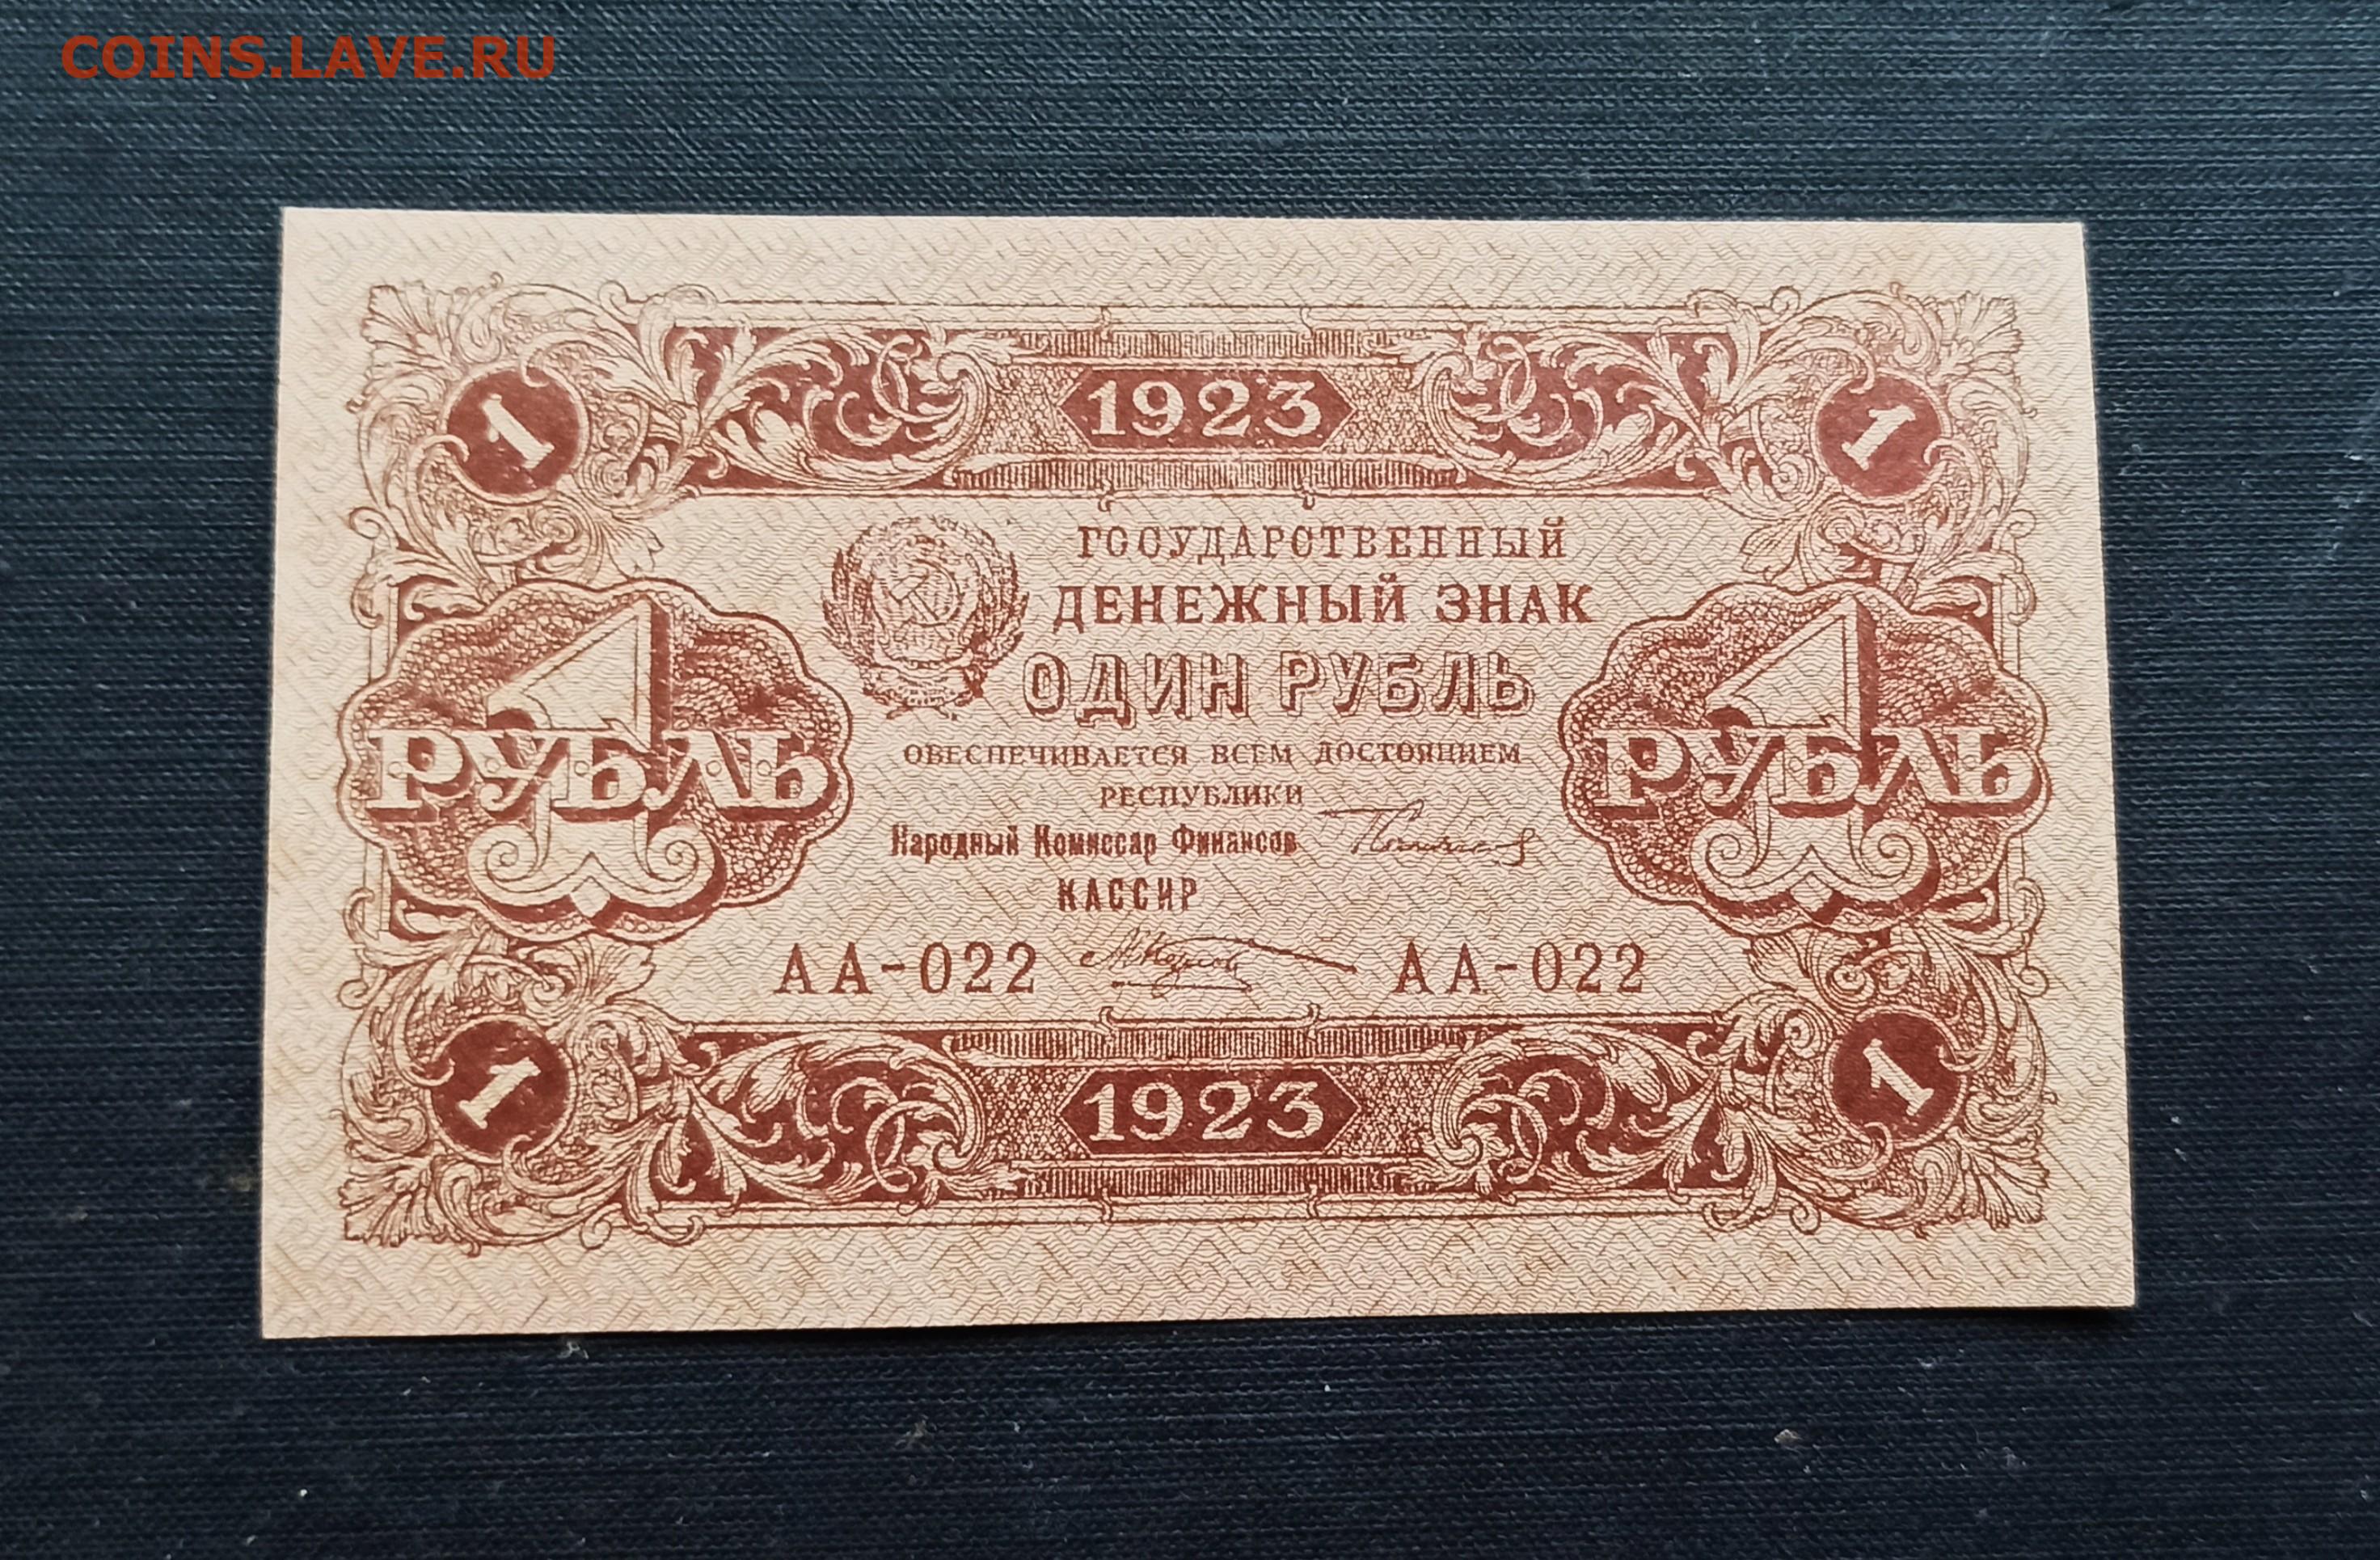 COINS.LAVE.RU
1 1923 1
ГОСУДАРСТВЕННЫЙ
ДЕНЕЖНЫЙ ЗНАК
ОДИН РУБЛЬ
1 РУБЛЬ
1 РУБЛЬ
ОБЕСПЕЧИВАЕТСЯ ВСЕМ ДОСТОЯНИЕМ
РЕСПУБЛИКИ
Народный Комиссар Финансов
КАССИР
АА-022 АА-022
1 1923 1